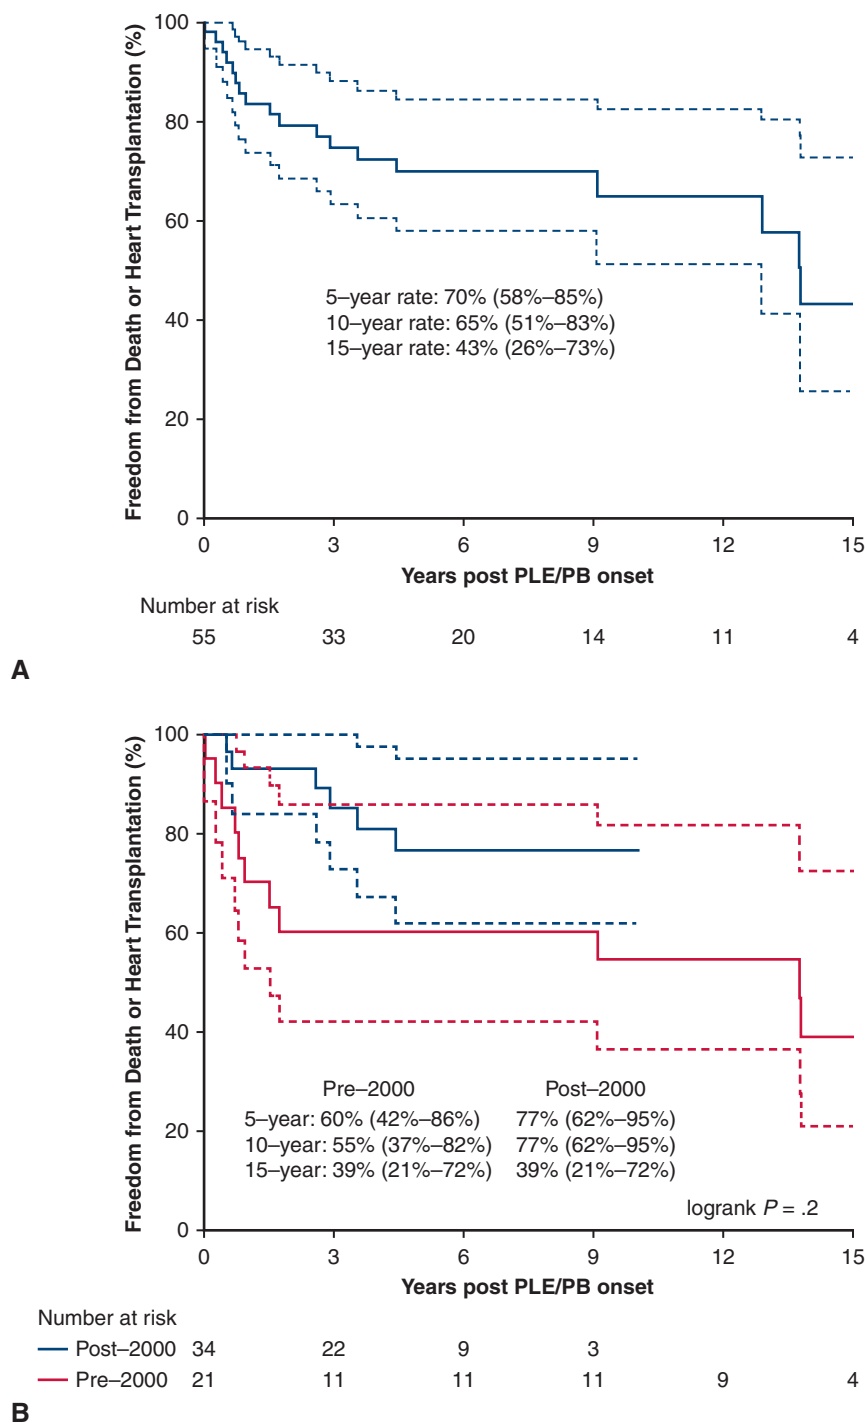 Freedom from Death or Heart Transplantation (%)
100
80
60
40
20
0
5–year rate: 70% (58%–85%)
10–year rate: 65% (51%–83%)
15–year rate: 43% (26%–73%)
0 3 6 9 12 15
Years post PLE/PB onset
Number at risk
55 33 20 14 11 4
A
Freedom from Death or Heart Transplantation (%)
100
80
60
40
20
0
Pre–2000 Post–2000
5–year: 60% (42%–86%) 77% (62%–95%)
10–year: 55% (37%–82%) 77% (62%–95%)
15–year: 39% (21%–72%) 39% (21%–72%)
logrank P = .2
0 3 6 9 12 15
Years post PLE/PB onset
Number at risk
Post–2000 34 22 9 3
Pre–2000 21 11 11 11 9 4
B